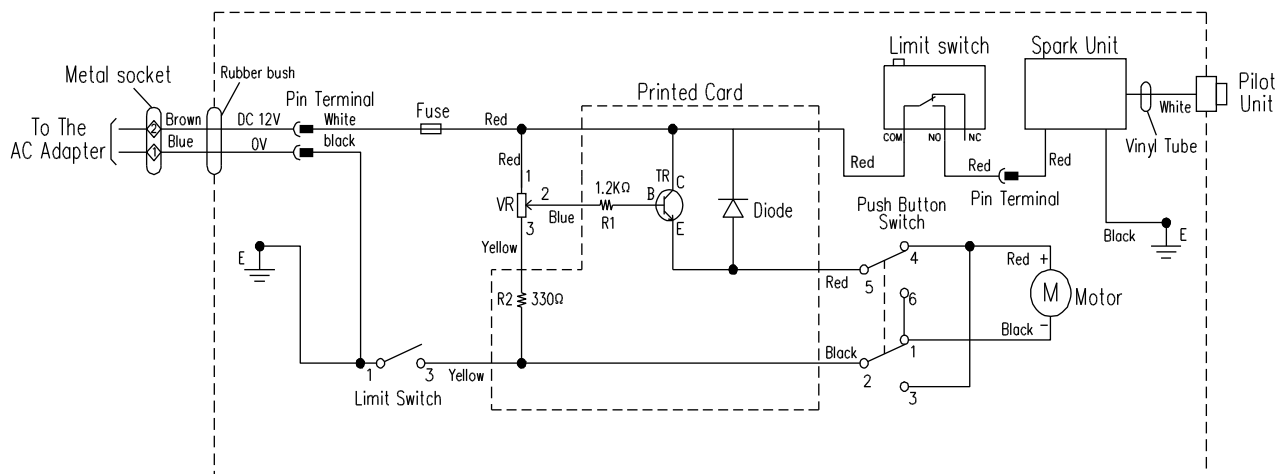 Limit switch
Spark Unit
Metal socket
Rubber bush
Pin Terminal
Fuse
Printed Card
Pilot
Unit
To The
AC Adapter
2
Brown
DC 12V
White
Red
White
1
Blue
0V
black
COM
NO
NC
Vinyl Tube
Red
Red
Red
Red
Pin Terminal
1
TR
C
1.2KΩ
B
VR
2
Blue
R1
3
E
Diode
Push Button
Switch
Yellow
Black
E
E
4
Red
+
Red
5
R2
330Ω
6
M
Motor
Black
−
Black
1
1
3
Yellow
2
3
Limit Switch